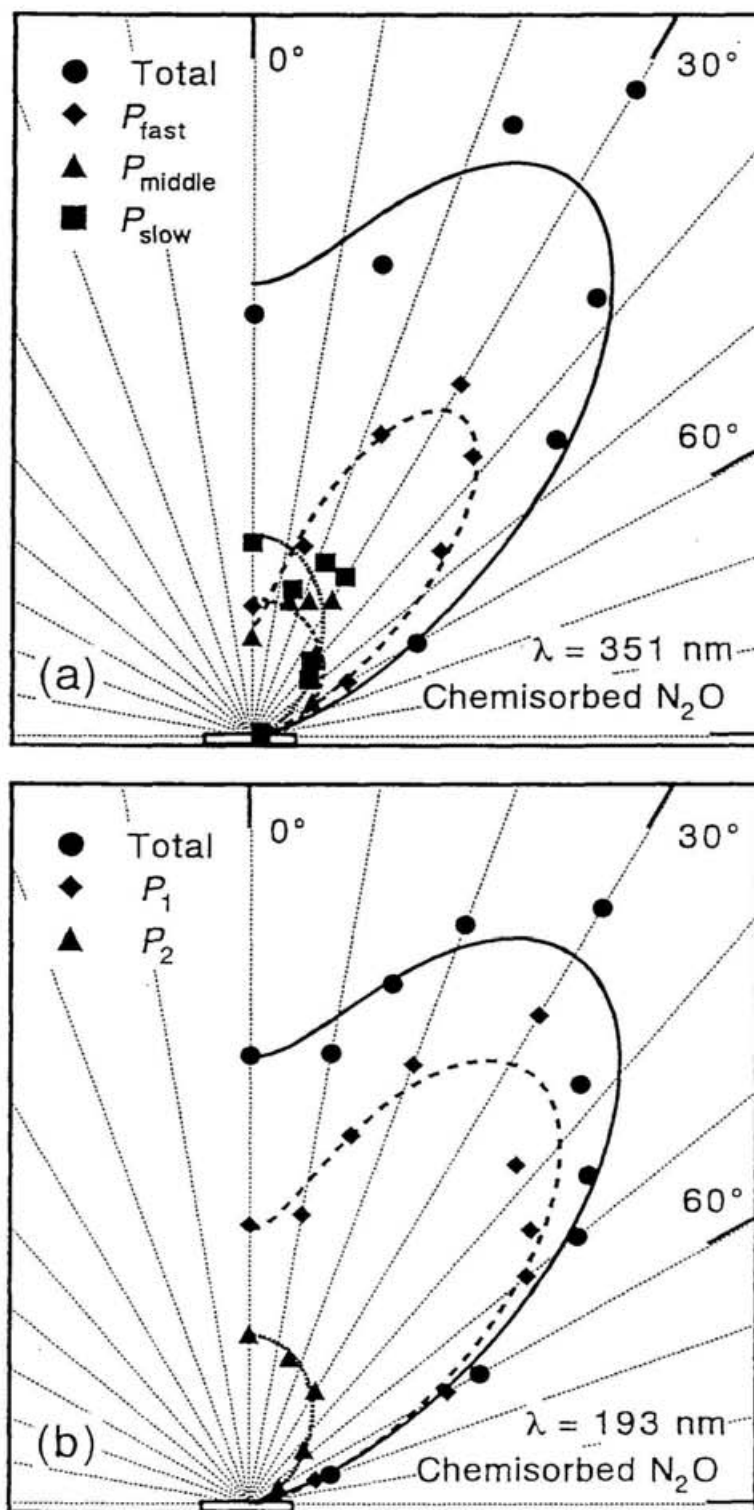 0°
30°
Total
P_fast
P_middle
P_slow
60°
(a)
λ = 351 nm
Chemisorbed N₂O
0°
30°
Total
P₁
P₂
60°
(b)
λ = 193 nm
Chemisorbed N₂O